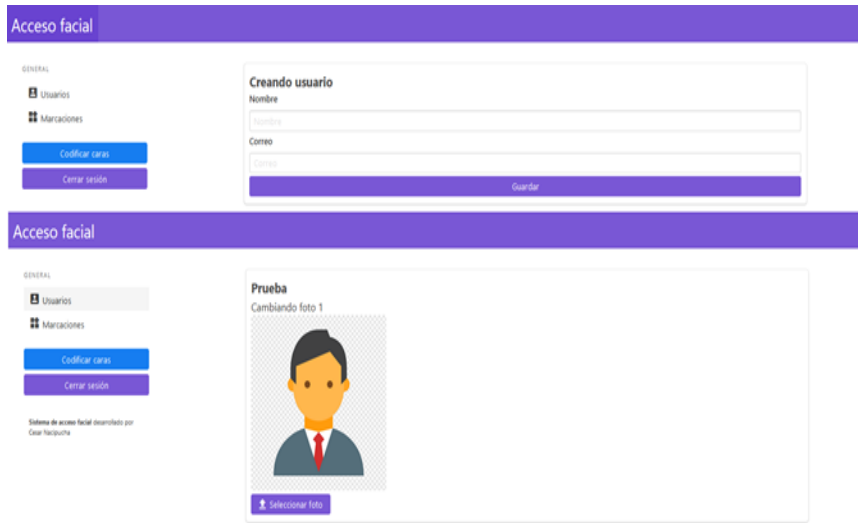 Acceso facial
GENERAL
Usuarios
Marcaciones
Codificar caras
Cerrar sesión
Creando usuario
Nombre
Nombre
Correo
Correo
Guardar
Acceso facial
GENERAL
Usuarios
Marcaciones
Codificar caras
Cerrar sesión
Sistema de acceso facial desarrollado por
Cesar Nacipucha
Prueba
Cambiando foto 1
Seleccionar foto